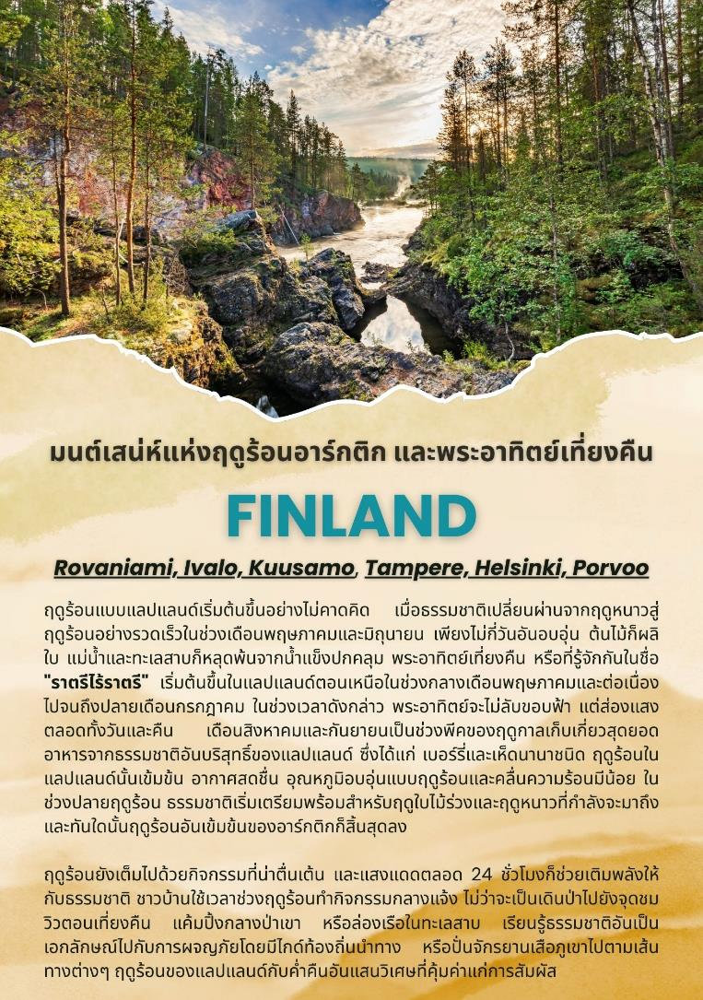 มนต์เสน่ห์แห่งฤดูร้อนอาร์กติก และพระอาทิตย์เที่ยงคืน
FINLAND
Rovaniami, Ivalo, Kuusamo, Tampere, Helsinki, Porvoo
ฤดูร้อนแบบแลปแลนด์เริ่มต้นขึ้นอย่างไม่คาดคิด เมื่อธรรมชาติเปลี่ยนผ่านจากฤดูหนาวสู่
ฤดูร้อนอย่างรวดเร็วในช่วงเดือนพฤษภาคมและมิถุนายน เพียงไม่กี่วันอันอบอุ่น ต้นไม้ก็ผลิ
ใบ แม่น้ำและทะเลสาบก็หลุดพ้นจากน้ำแข็งปกคลุม พระอาทิตย์เที่ยงคืน หรือที่รู้จักกันในชื่อ
"ราตรีไร้ราตรี" เริ่มต้นขึ้นในแลปแลนด์ตอนเหนือในช่วงกลางเดือนพฤษภาคมและต่อเนื่อง
ไปจนถึงปลายเดือนกรกฎาคม ในช่วงเวลาดังกล่าว พระอาทิตย์จะไม่ลับขอบฟ้า แต่ส่องแสง
ตลอดทั้งวันและคืน เดือนสิงหาคมและกันยายนเป็นช่วงพีคของฤดูกาลเก็บเกี่ยวสุดยอด
อาหารจากธรรมชาติอันบริสุทธิ์ของแลปแลนด์ ซึ่งได้แก่ เบอร์รี่และเห็ดนานาชนิด ฤดูร้อนใน
แลปแลนด์นั้นเข้มข้น อากาศสดชื่น อุณหภูมิอบอุ่นแบบฤดูร้อนและคลื่นความร้อนมีน้อย ใน
ช่วงปลายฤดูร้อน ธรรมชาติเริ่มเตรียมพร้อมสำหรับฤดูใบไม้ร่วงและฤดูหนาวที่กำลังจะมาถึง
และทันใดนั้นฤดูร้อนอันเข้มข้นของอาร์กติกก็สิ้นสุดลง
ฤดูร้อนยังเต็มไปด้วยกิจกรรมที่น่าตื่นเต้น และแสงแดดตลอด 24 ชั่วโมงก็ช่วยเติมพลังให้
กับธรรมชาติ ชาวบ้านใช้เวลาช่วงฤดูร้อนทำกิจกรรมกลางแจ้ง ไม่ว่าจะเป็นเดินป่าไปยังจุดชม
วิวตอนเที่ยงคืน แค้มปิ้งกลางป่าเขา หรือล่องเรือในทะเลสาบ เรียนรู้ธรรมชาติอันเป็น
เอกลักษณ์ไปกับการผจญภัยโดยมีไกด์ท้องถิ่นนำทาง หรือปั่นจักรยานเสือภูเขาไปตามเส้น
ทางต่างๆ ฤดูร้อนของแลปแลนด์กับค่ำคืนอันแสนวิเศษที่คุ้มค่าแก่การสัมผัส